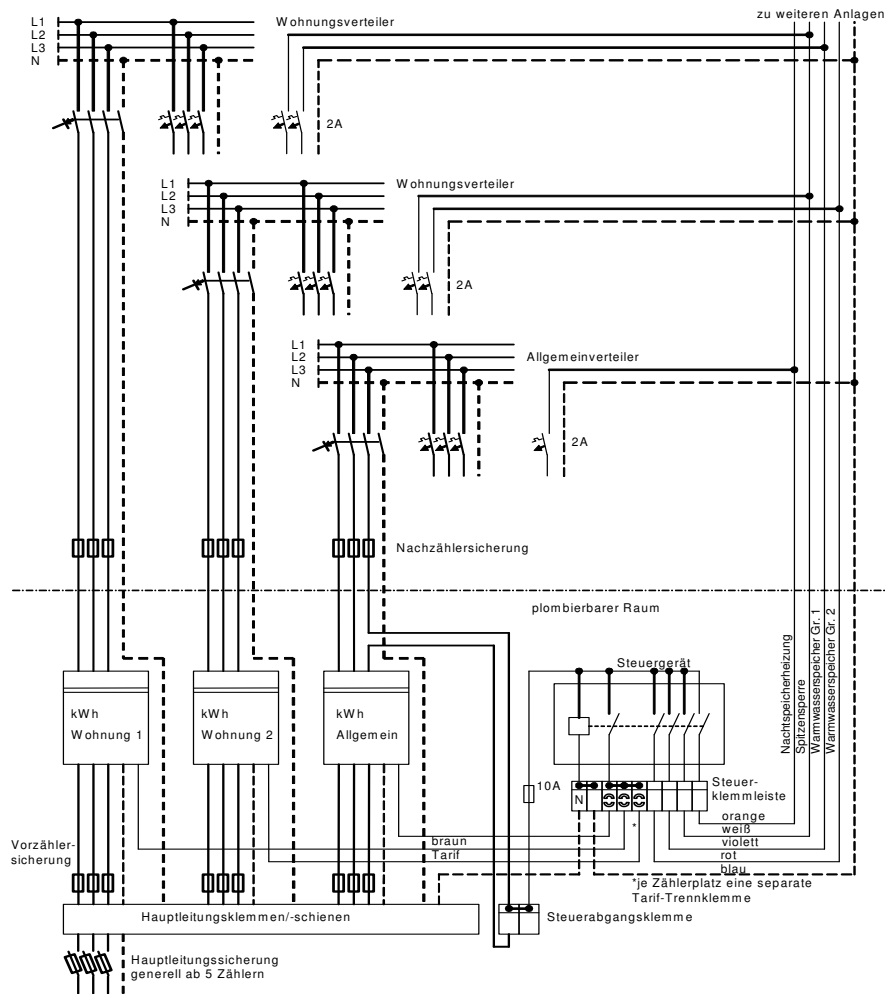 zu weiteren Anlagen
L1
L2
L3
N
Wohnungsverteiler
2A
L1
L2
L3
N
Wohnungsverteiler
2A
L1
L2
L3
N
Allgemeinverteiler
2A
Nachzählersicherung
plombierbarer Raum
Nachtspeicherheizung
Spitzensperre
Warmwasserspeicher Gr. 1
Warmwasserspeicher Gr. 2
Steuergerät
kWh
Wohnung 1
kWh
Wohnung 2
kWh
Allgemein
10A
N
Steuer-
klemmleiste
orange
weiß
violett
rot
blau
braun
Tarif
*
*je Zählerplatz eine separate
Tarif-Trennklemme
Vorzähler-
sicherung
Hauptleitungsklemmen/-schienen
Steuerabgangsklemme
Hauptleitungssicherung
generell ab 5 Zählern